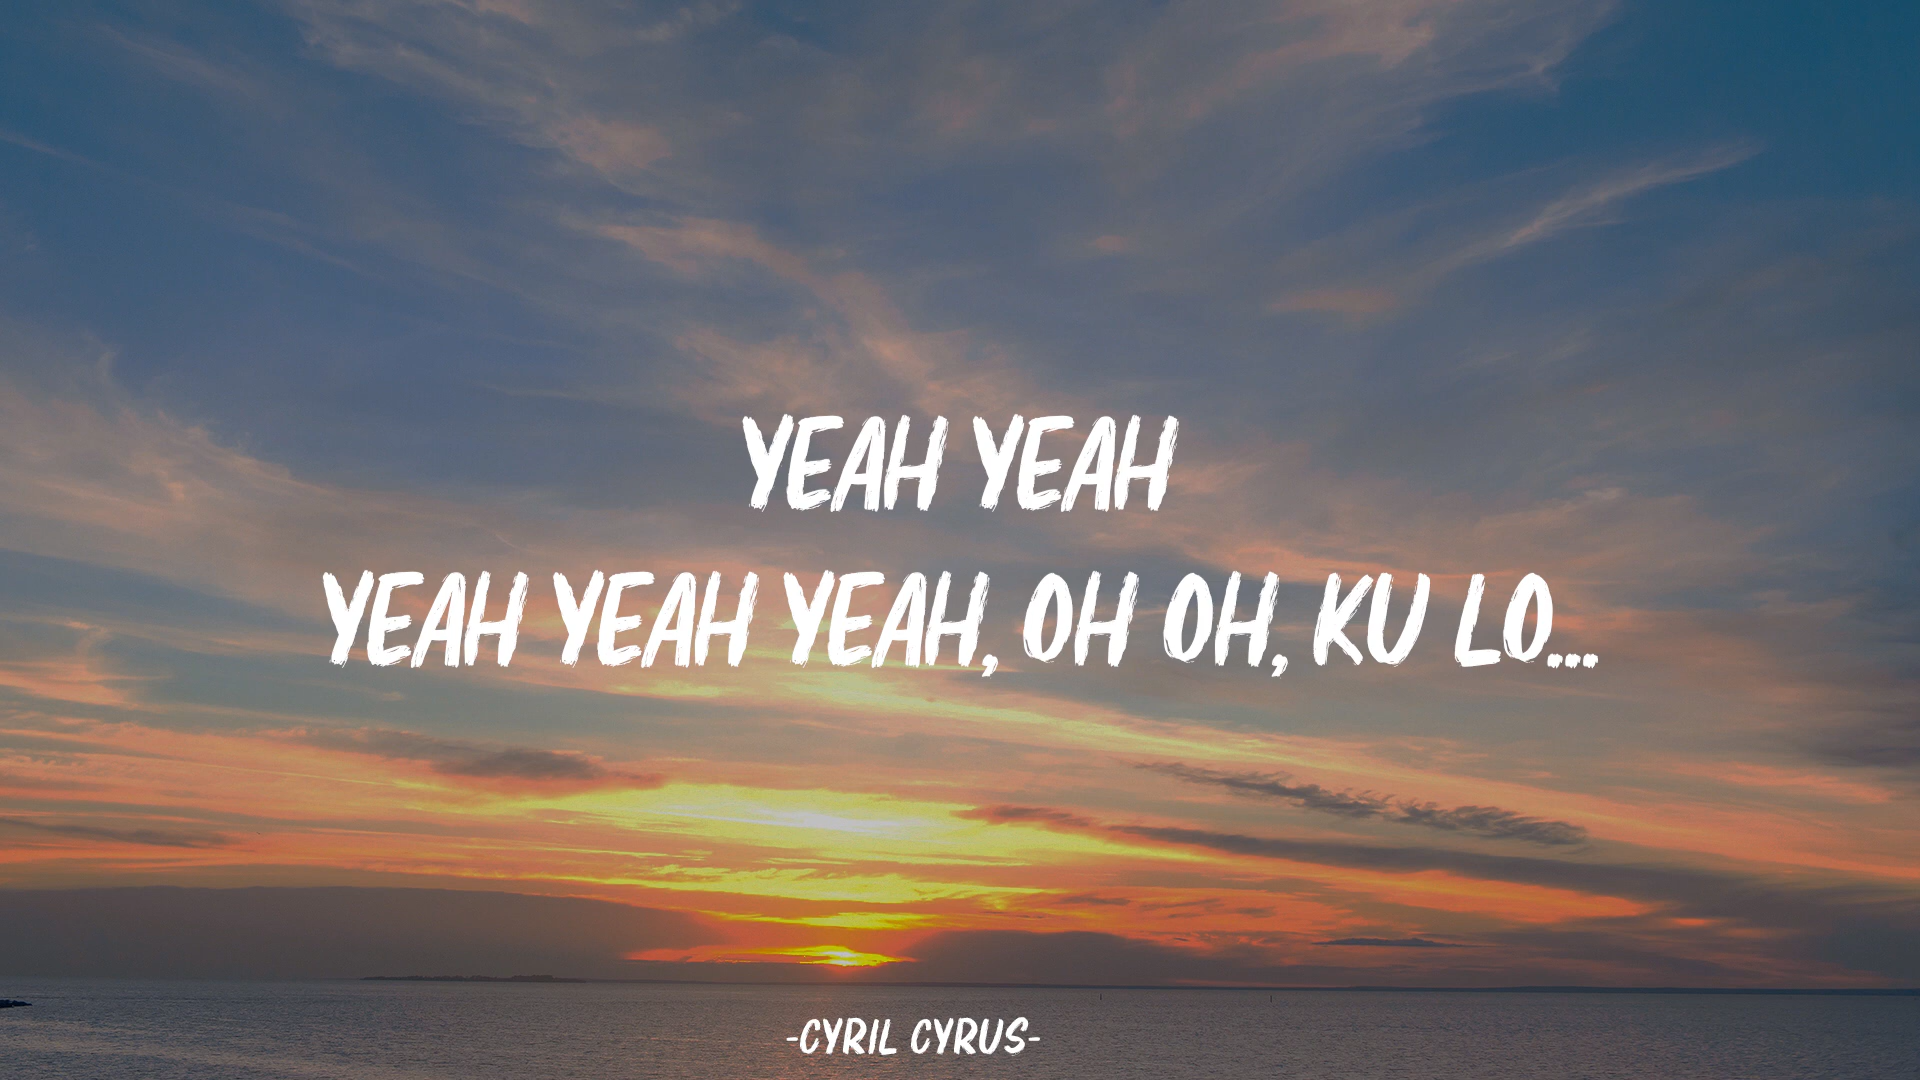 YEAH YEAH
YEAH YEAH YEAH, OH OH, KU LO...
-CYRIL CYRUS-